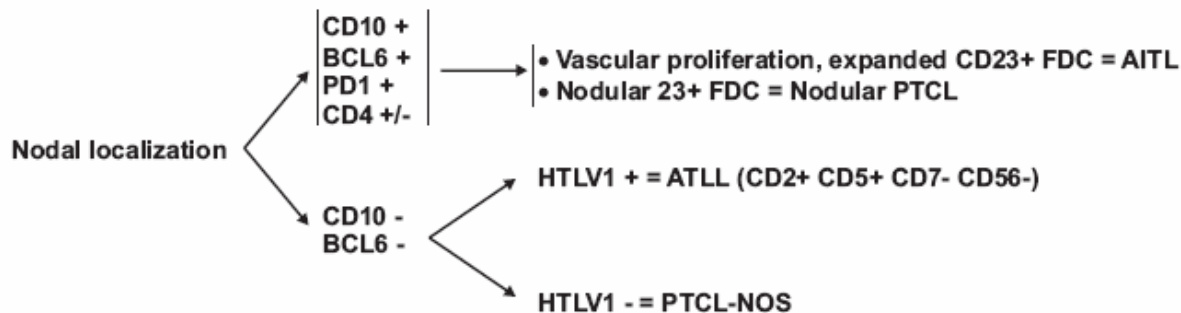 CD10 +
BCL6 +
PD1 +
CD4 +/-
• Vascular proliferation, expanded CD23+ FDC = AITL
• Nodular 23+ FDC = Nodular PTCL
Nodal localization
HTLV1 + = ATLL (CD2+ CD5+ CD7- CD56-)
CD10 -
BCL6 -
HTLV1 - = PTCL-NOS